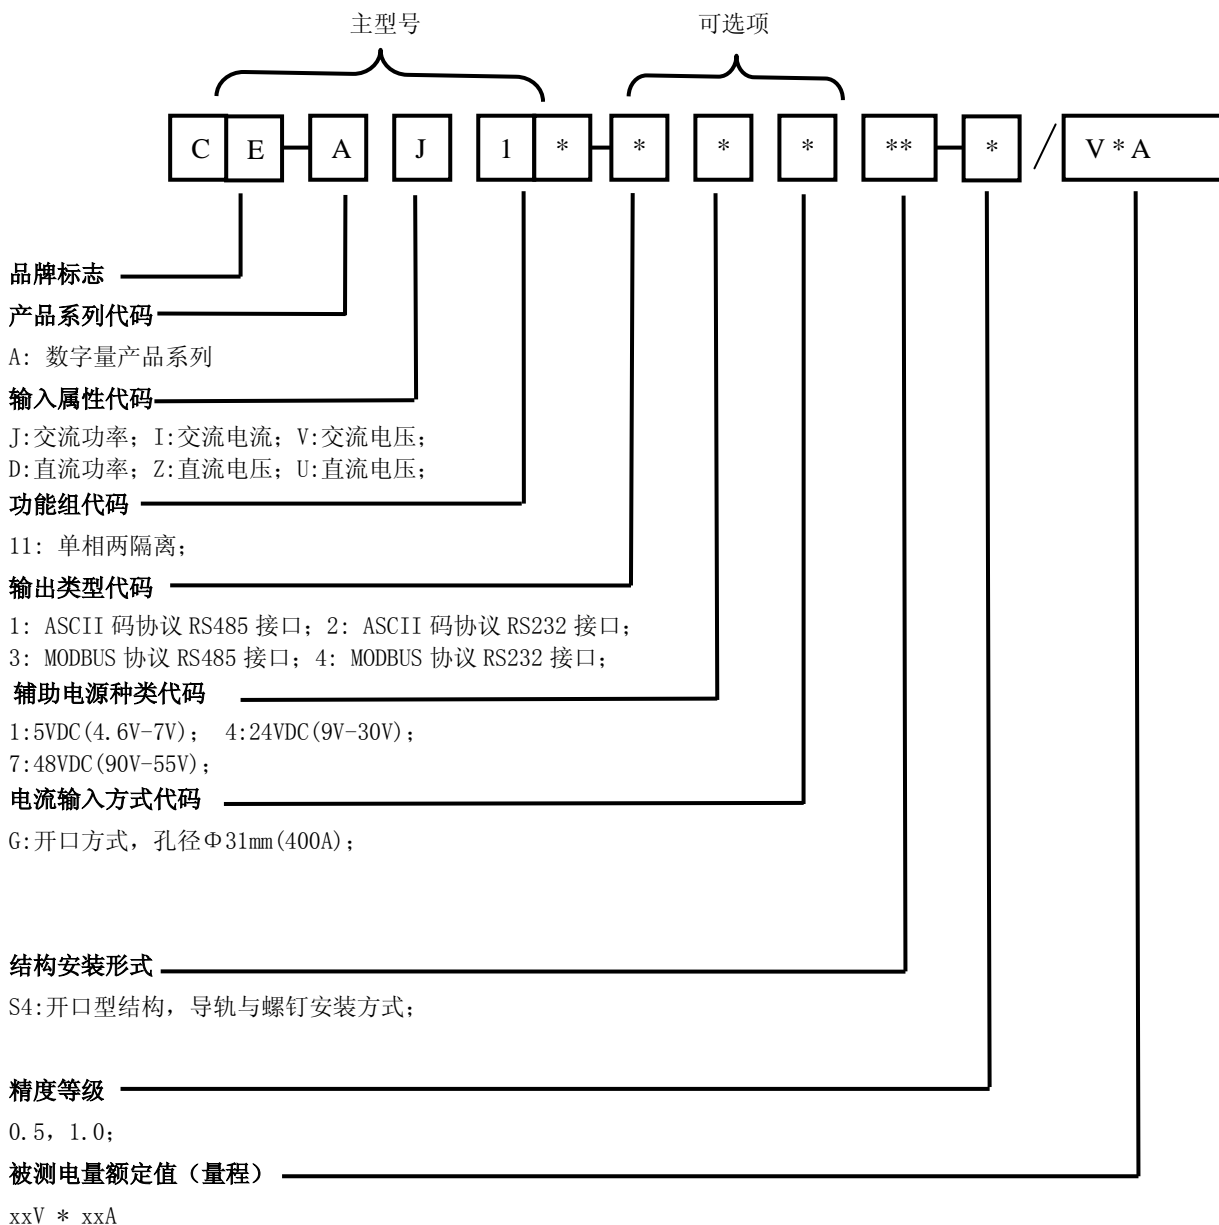 主型号 可选项
C E A J 1 * * * * ** * / V * A
品牌标志
产品系列代码
A: 数字量产品系列
输入属性代码
J:交流功率; I:交流电流; V:交流电压;
D:直流功率; Z:直流电压; U:直流电压;
功能组代码
11: 单相两隔离;
输出类型代码
1: ASCII 码协议 RS485 接口; 2: ASCII 码协议 RS232 接口;
3: MODBUS 协议 RS485 接口; 4: MODBUS 协议 RS232 接口;
辅助电源种类代码
1:5VDC(4.6V-7V); 4:24VDC(9V-30V);
7:48VDC(90V-55V);
电流输入方式代码
G:开口方式, 孔径Φ31mm(400A);
结构安装形式
S4:开口型结构, 导轨与螺钉安装方式;
精度等级
0.5, 1.0;
被测电量额定值（量程）
xxV * xxA